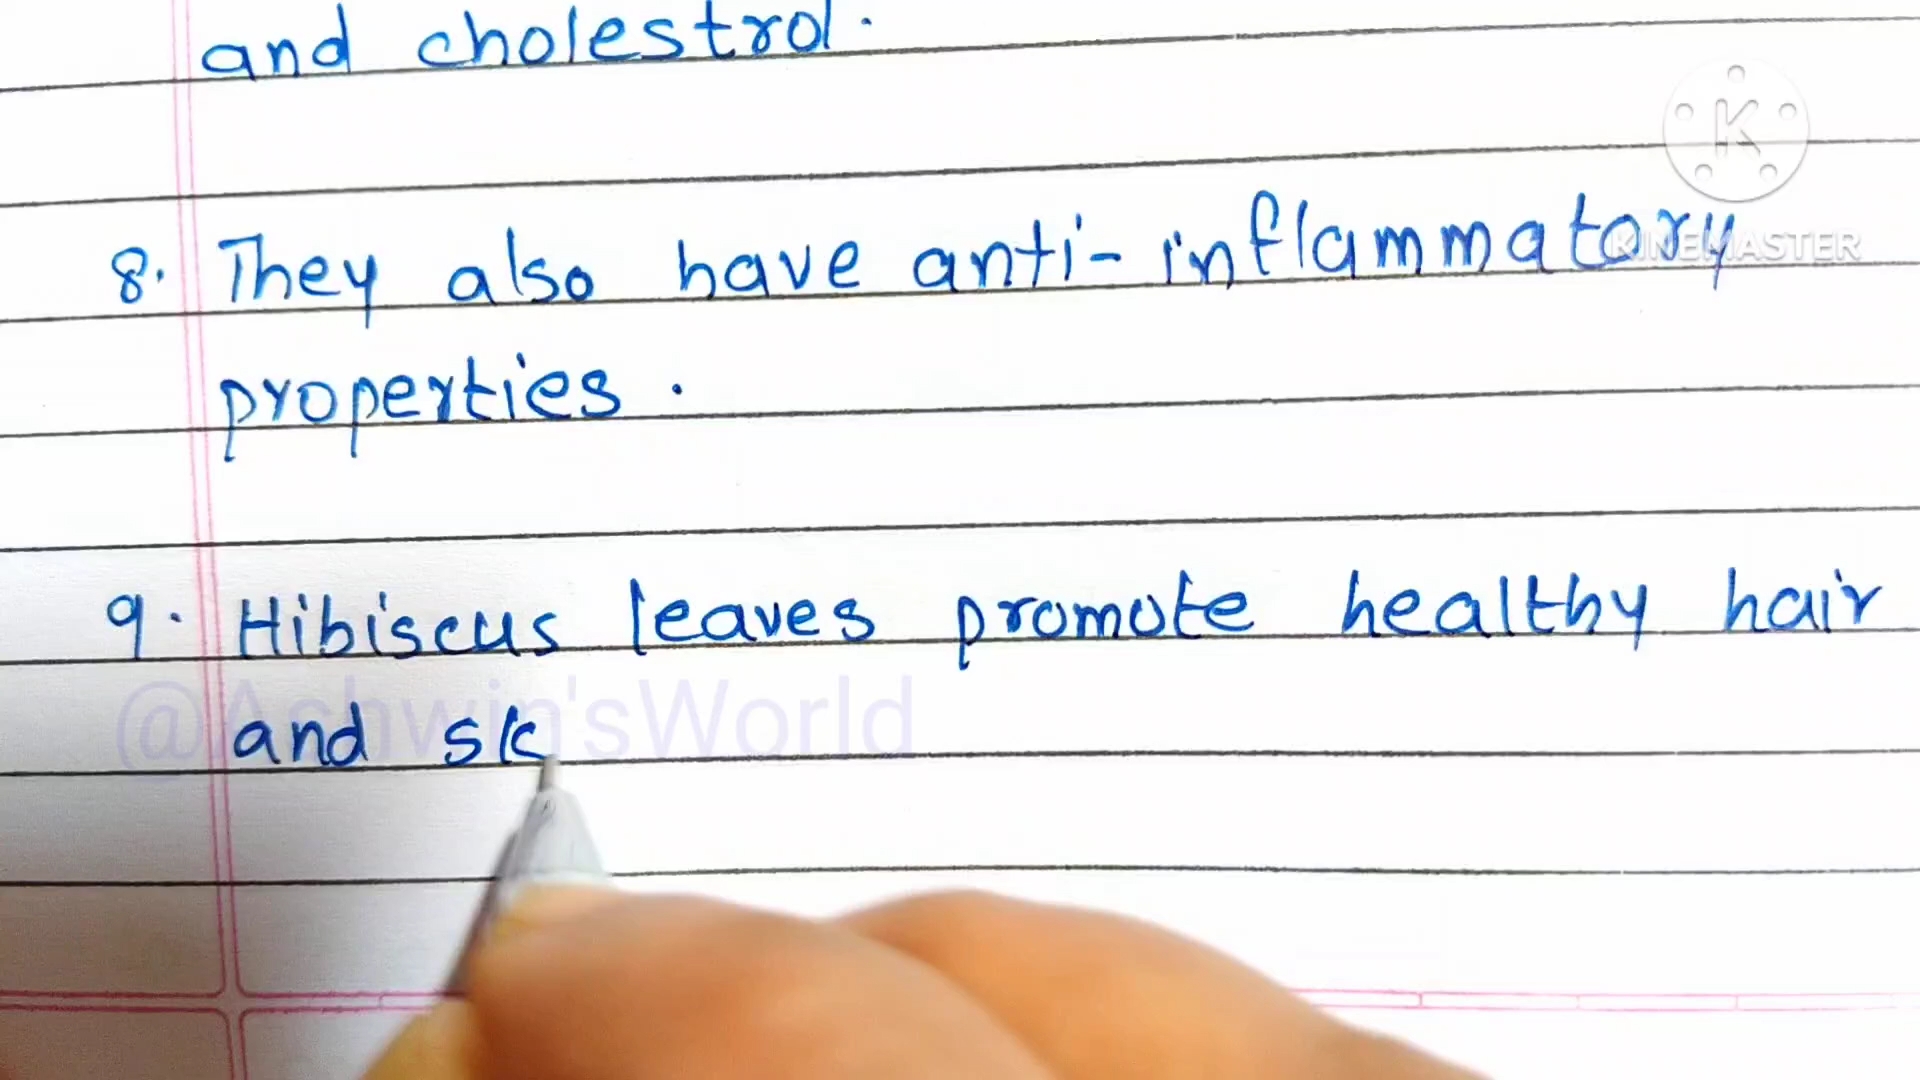 and cholestrol.
K
KINEMASTER
8. They also have anti-inflammatory
properties.
9. Hibiscus leaves promote healthy hair
@Ashwin'sWorld
and sk